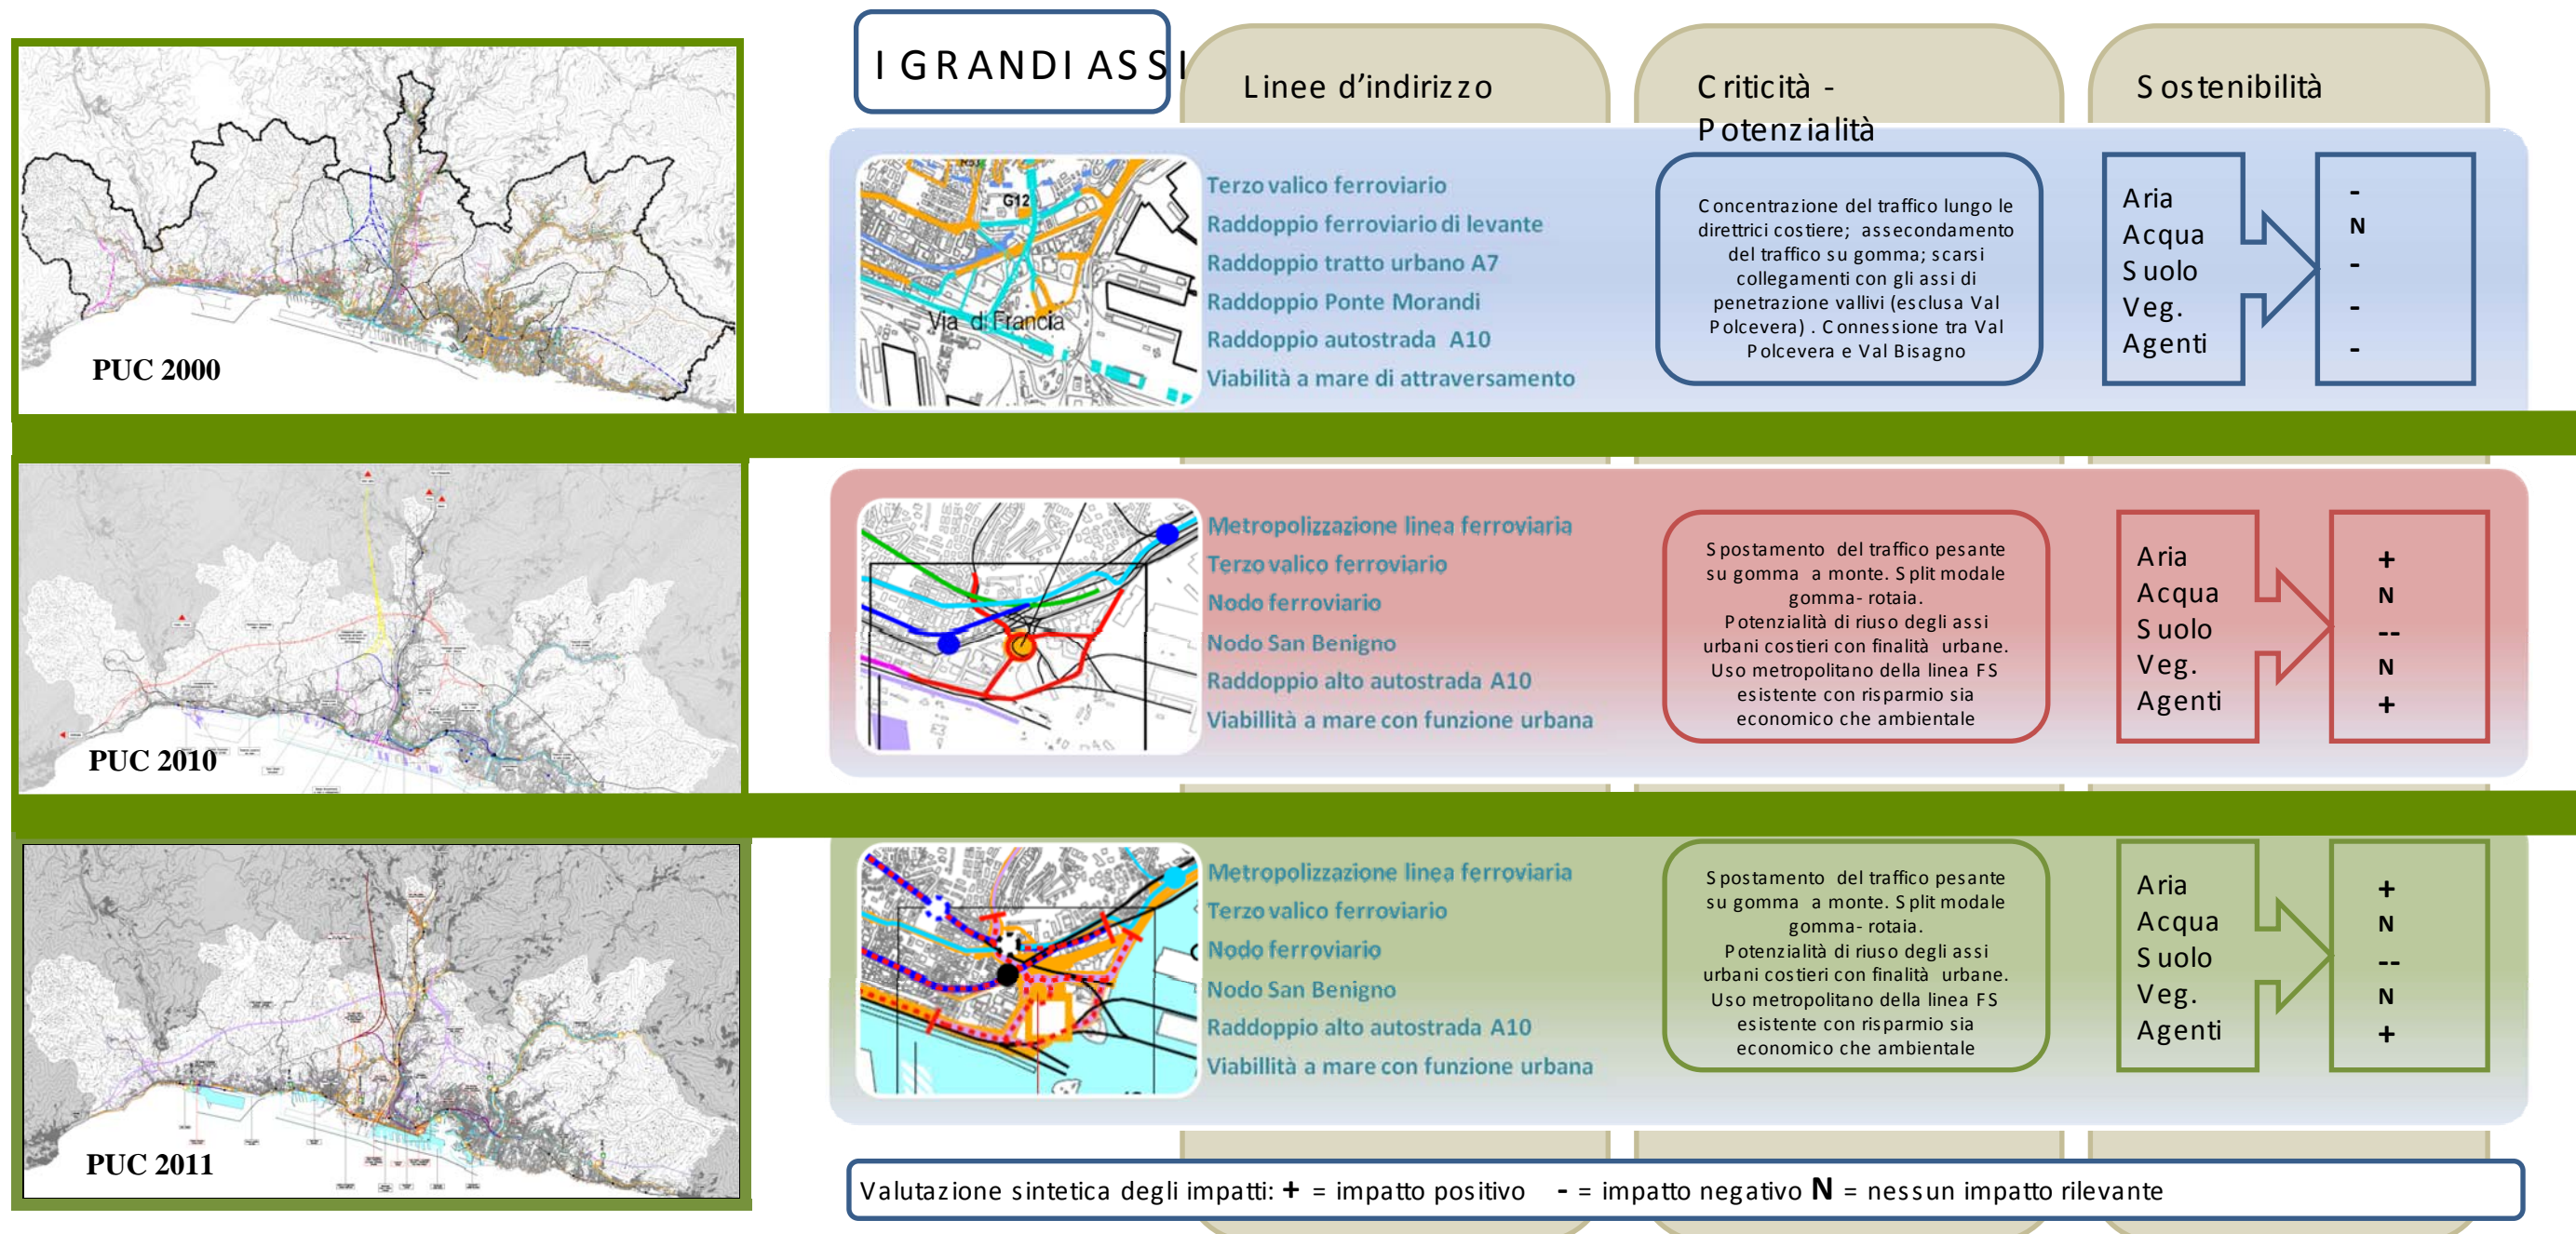 I GRANDI ASSI
Linee d'indirizzo
Criticità -
Potenzialità
Sostenibilità
PUC 2000
G12
Via di Francia
Terzo valico ferroviario
Raddoppio ferroviario di levante
Raddoppio tratto urbano A7
Raddoppio Ponte Morandi
Raddoppio autostrada A10
Viabilità a mare di attraversamento
Concentrazione del traffico lungo le
direttrici costiere; assecondamento
del traffico su gomma; scarsi
collegamenti con gli assi di
penetrazione vallivi (esclusa Val
Polcevera) . Connessione tra Val
Polcevera e Val Bisagno
Aria
Acqua
Suolo
Veg.
Agenti
-
N
-
-
-
PUC 2010
Metropolizzazione linea ferroviaria
Terzo valico ferroviario
Nodo ferroviario
Nodo San Benigno
Raddoppio alto autostrada A10
Viabillità a mare con funzione urbana
Spostamento del traffico pesante
su gomma a monte. Split modale
gomma- rotaia.
Potenzialità di riuso degli assi
urbani costieri con finalità urbane.
Uso metropolitano della linea FS
esistente con risparmio sia
economico che ambientale
Aria
Acqua
Suolo
Veg.
Agenti
+
N
--
N
+
PUC 2011
Metropolizzazione linea ferroviaria
Terzo valico ferroviario
Nodo ferroviario
Nodo San Benigno
Raddoppio alto autostrada A10
Viabillità a mare con funzione urbana
Spostamento del traffico pesante
su gomma a monte. Split modale
gomma- rotaia.
Potenzialità di riuso degli assi
urbani costieri con finalità urbane.
Uso metropolitano della linea FS
esistente con risparmio sia
economico che ambientale
Aria
Acqua
Suolo
Veg.
Agenti
+
N
--
N
+
Valutazione sintetica degli impatti: + = impatto positivo - = impatto negativo N = nessun impatto rilevante